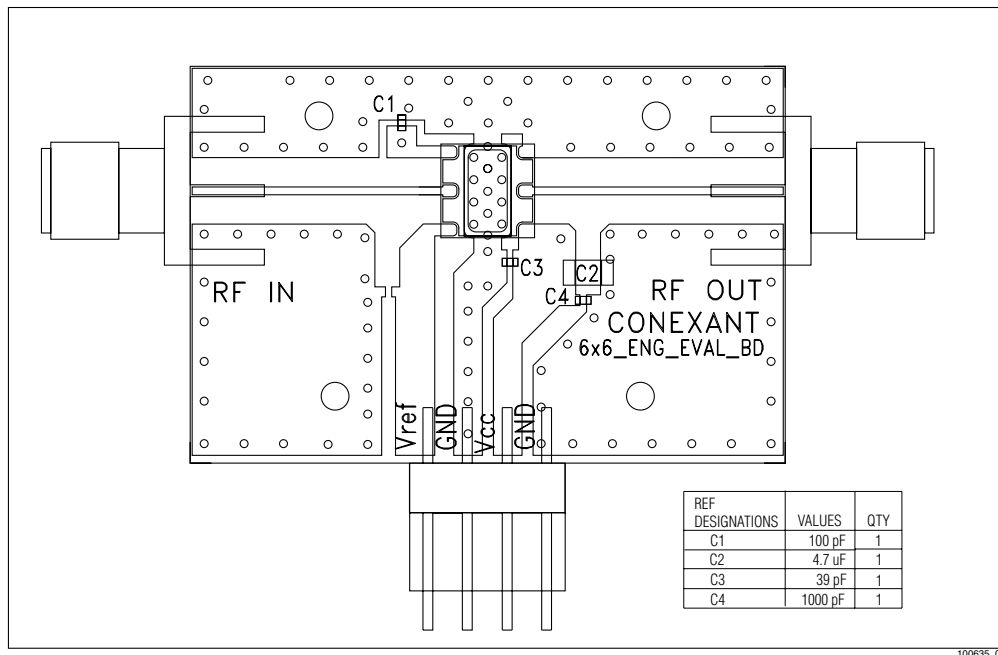 C1
C3
C2
C4
RF IN
RF OUT
CONEXANT
6x6_ENG_EVAL_BD
Vref
GND
Vcc
GND
REF DESIGNATIONS VALUES QTY
C1 100 pF 1
C2 4.7 uF 1
C3 39 pF 1
C4 1000 pF 1